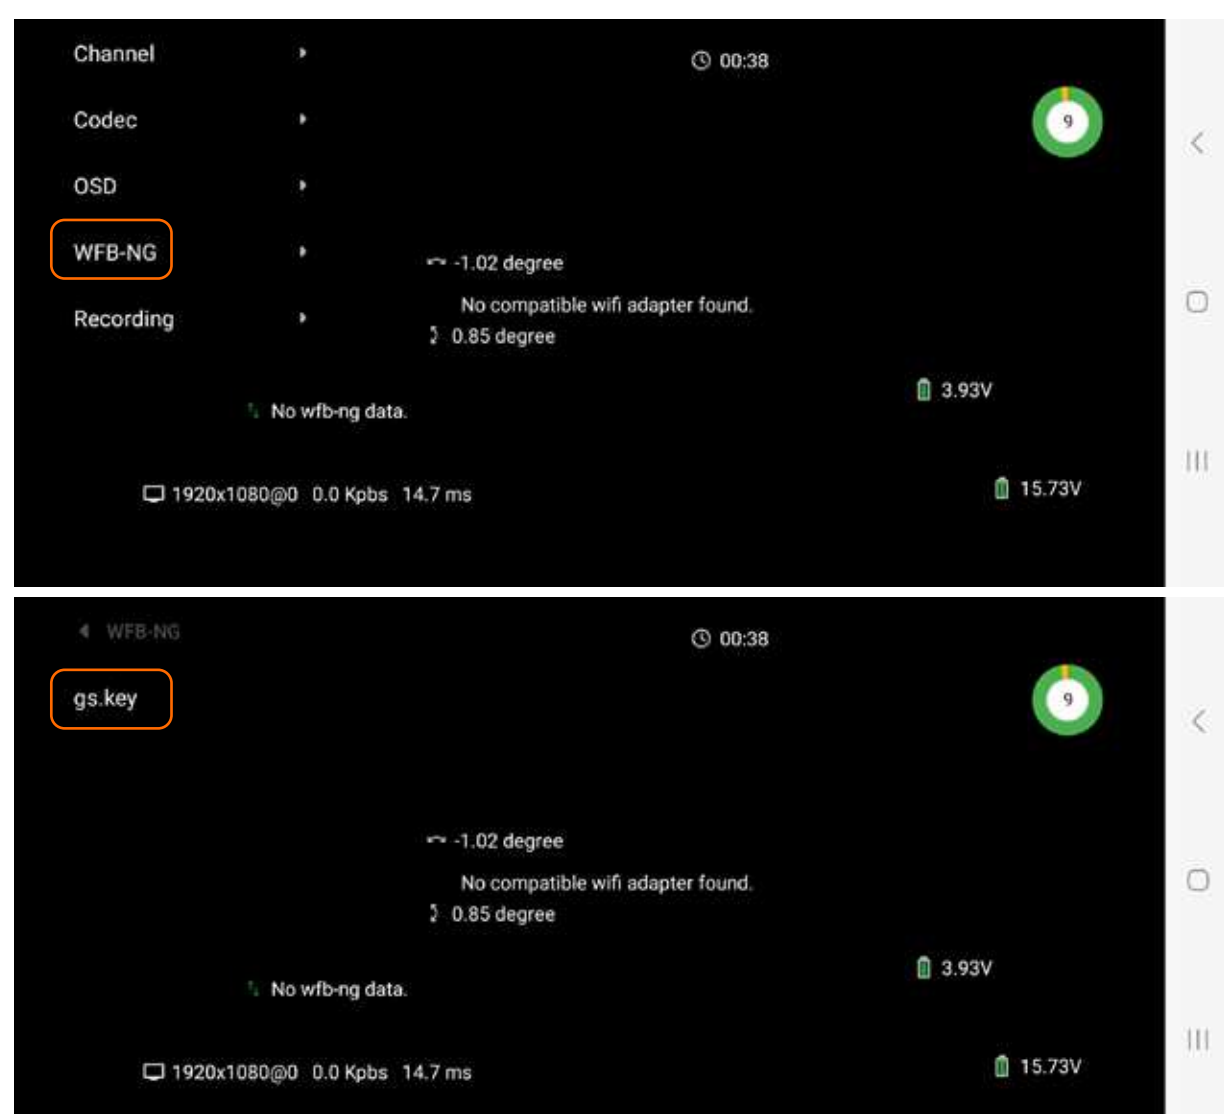 Channel
00:38
Codec
9
OSD
WFB-NG
-1.02 degree
No compatible wifi adapter found.
Recording
0.85 degree
3.93V
No wfb-ng data.
1920x1080@0 0.0 Kpbs 14.7 ms
15.73V
WFB-NG
00:38
gs.key
9
-1.02 degree
No compatible wifi adapter found.
0.85 degree
3.93V
No wfb-ng data.
1920x1080@0 0.0 Kpbs 14.7 ms
15.73V